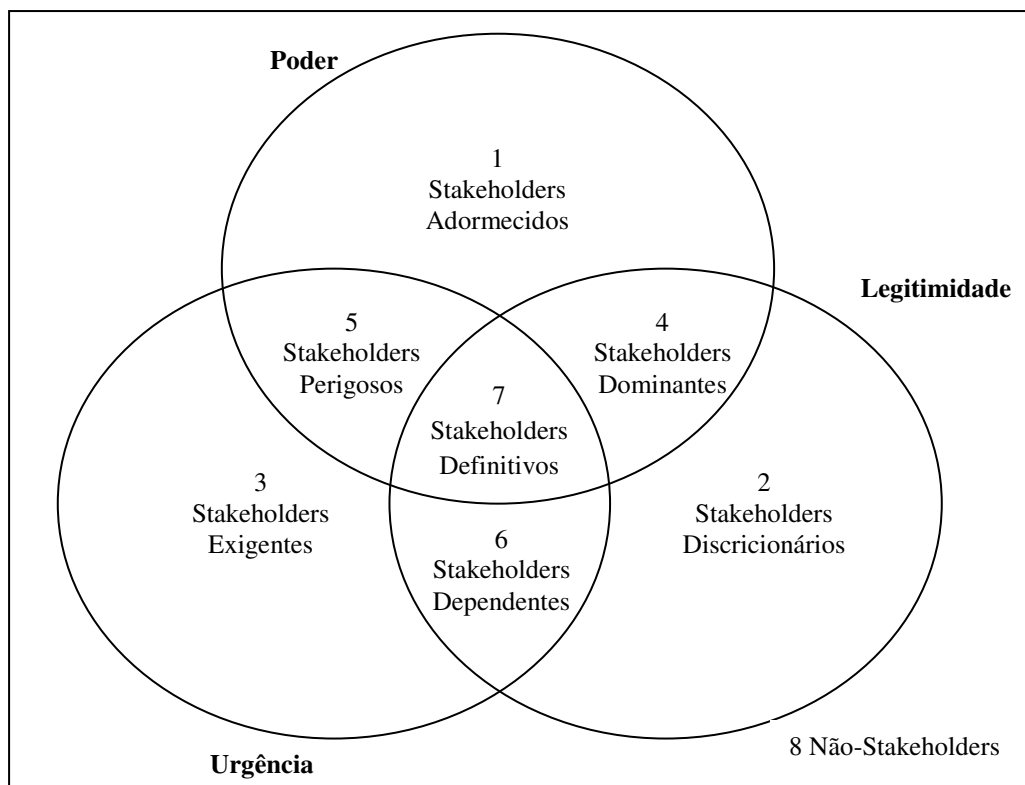 Poder
1
Stakeholders
Adormecidos
Legitimidade
5
Stakeholders
Perigosos
4
Stakeholders
Dominantes
7
Stakeholders
Definitivos
3
Stakeholders
Exigentes
2
Stakeholders
Discricionários
6
Stakeholders
Dependentes
8 Não-Stakeholders
Urgência